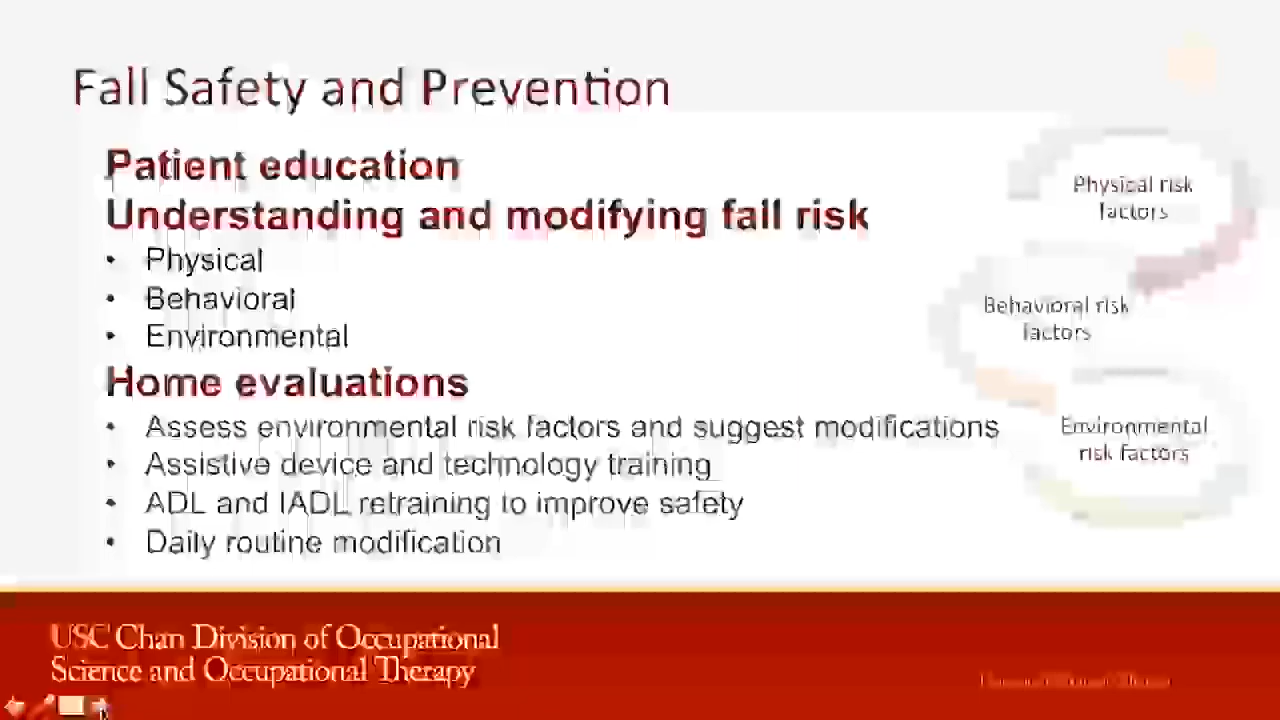 Fall Safety and Prevention
Patient education
Understanding and modifying fall risk
• Physical
• Behavioral
• Environmental
Home evaluations
• Assess environmental risk factors and suggest modifications
• Assistive device and technology training
• ADL and IADL retraining to improve safety
• Daily routine modification
Physical risk
factors
Behavioral risk
factors
Environmental
risk factors
USC Chan Division of Occupational
Science and Occupational Therapy